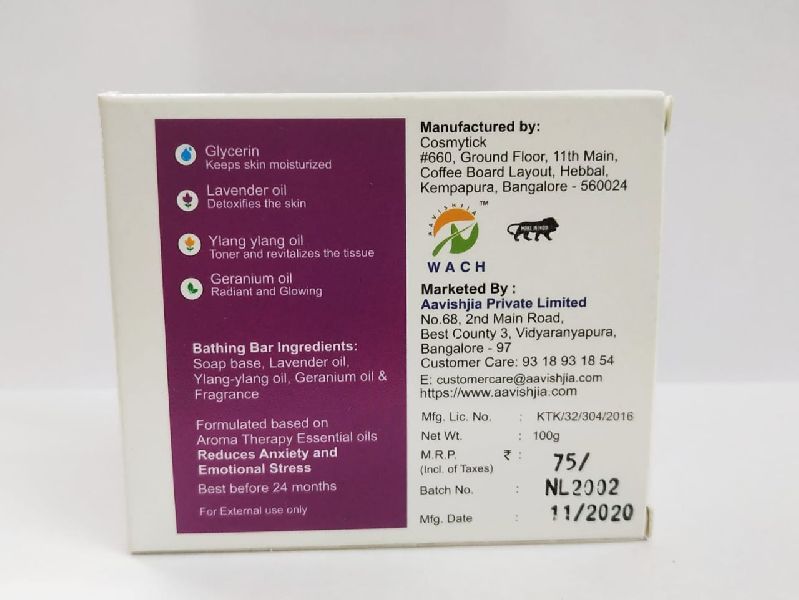 Glycerin
Keeps skin moisturized
Lavender oil
Detoxifies the skin
Ylang ylang oil
Toner and revitalizes the tissue
Geranium oil
Radiant and Glowing
Bathing Bar Ingredients:
Soap base, Lavender oil,
Ylang-ylang oil, Geranium oil &
Fragrance
Formulated based on
Aroma Therapy Essential oils
Reduces Anxiety and
Emotional Stress
Best before 24 months
For External use only
Manufactured by:
Cosmytick
#660, Ground Floor, 11th Main,
Coffee Board Layout, Hebbal,
Kempapura, Bangalore - 560024
AAVISHJIA ™
WACH
MAKE IN INDIA
Marketed By :
Aavishjia Private Limited
No.68, 2nd Main Road,
Best County 3, Vidyaranyapura,
Bangalore - 97
Customer Care: 93 18 93 18 54
E: customercare@aavishjia.com
https://www.aavishjia.com
Mfg. Lic. No. : KTK/32/304/2016
Net Wt. : 100g
M.R.P. ₹ : 75/
(Incl. of Taxes)
Batch No. : NL2002
Mfg. Date : 11/2020